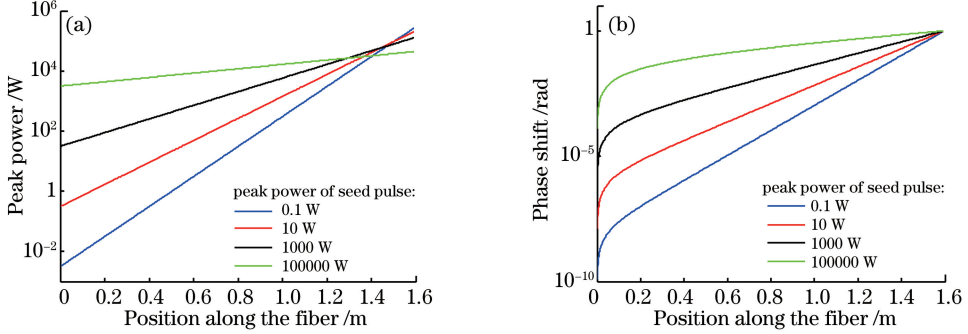 (a)
Peak power /W
10^6
10^4
10^2
1
10^−2
0 0.2 0.4 0.6 0.8 1.0 1.2 1.4 1.6
Position along the fiber /m
peak power of seed pulse:
0.1 W
10 W
1000 W
100000 W
(b)
Phase shift /rad
1
10^−5
10^−10
0 0.2 0.4 0.6 0.8 1.0 1.2 1.4 1.6
Position along the fiber /m
peak power of seed pulse:
0.1 W
10 W
1000 W
100000 W